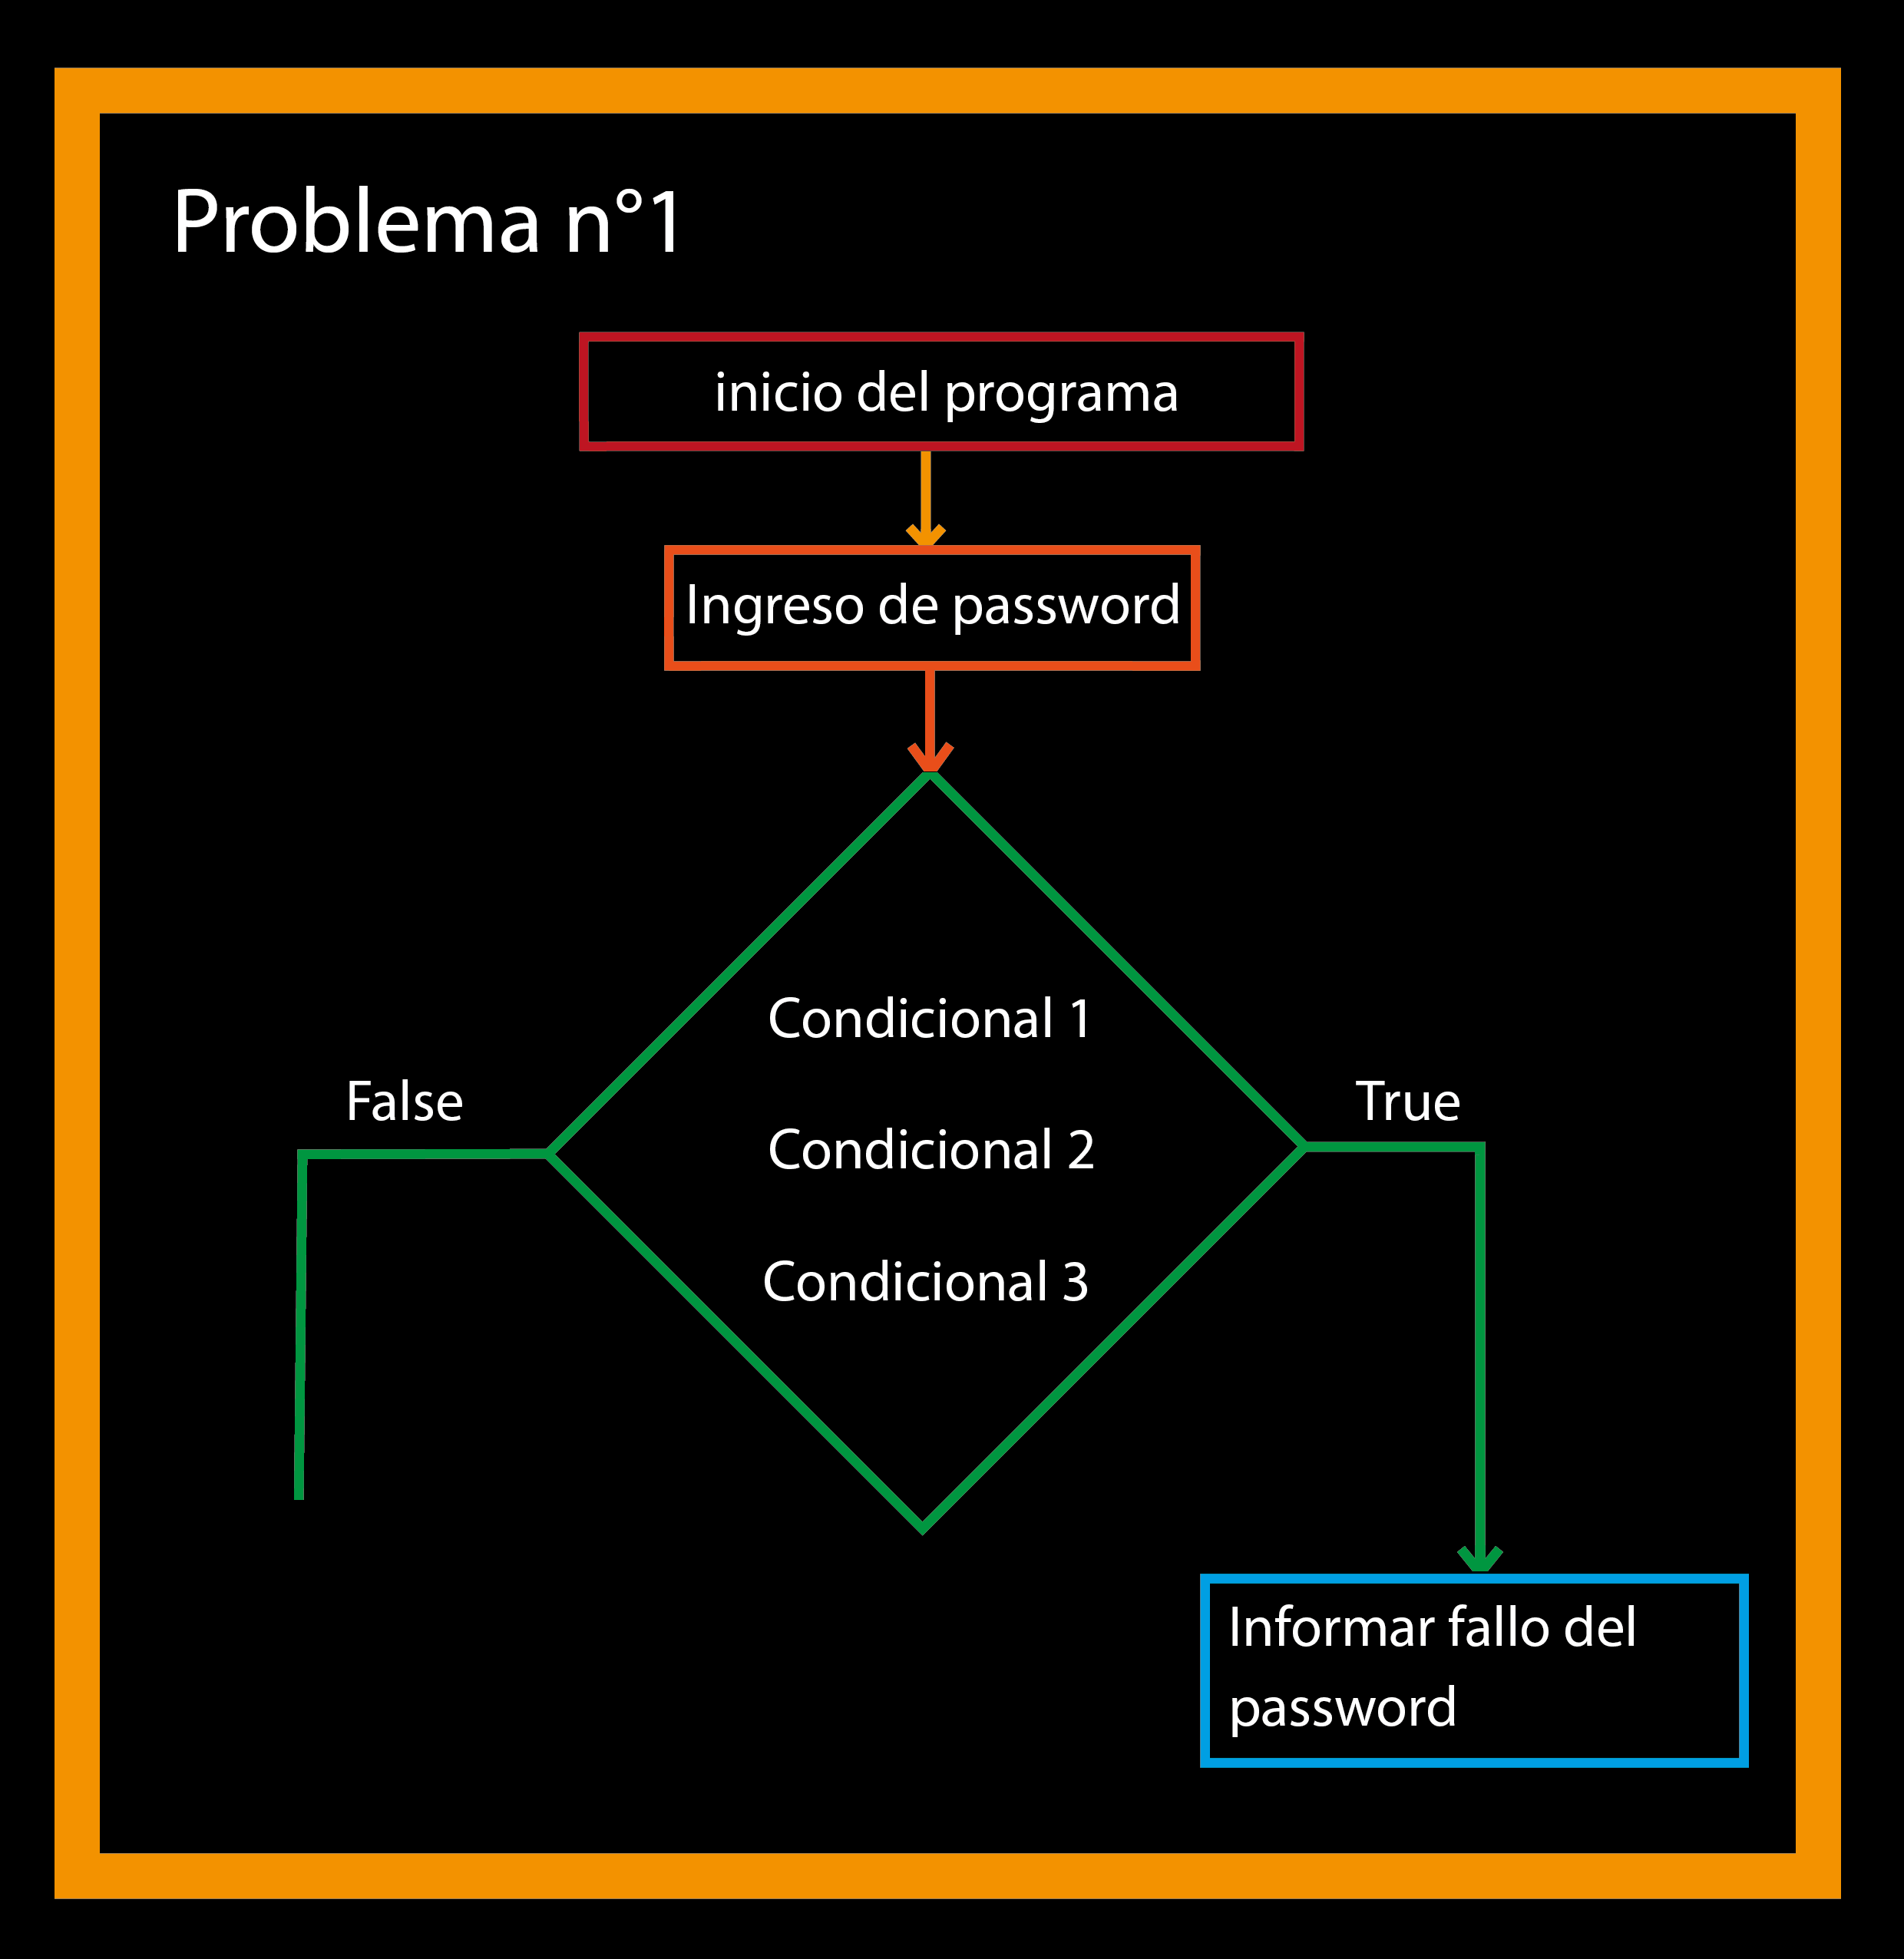 Problema n°1
inicio del programa
Ingreso de password
Condicional 1
False
True
Condicional 2
Condicional 3
Informar fallo del
password